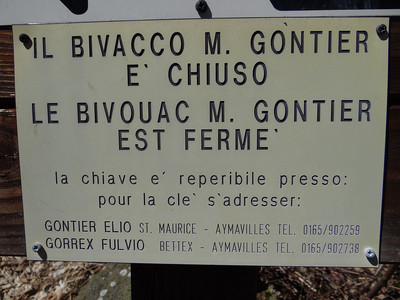 IL BIVACCO M. GONTIER
E' CHIUSO
LE BIVOUAC M. GONTIER
EST FERME'
la chiave e' reperibile presso:
pour la cle' s'adresser:
GONTIER ELIO ST. MAURICE - AYMAVILLES TEL. 0165/902259
GORREX FULVIO BETTEX - AYMAVILLES TEL. 0165/902738